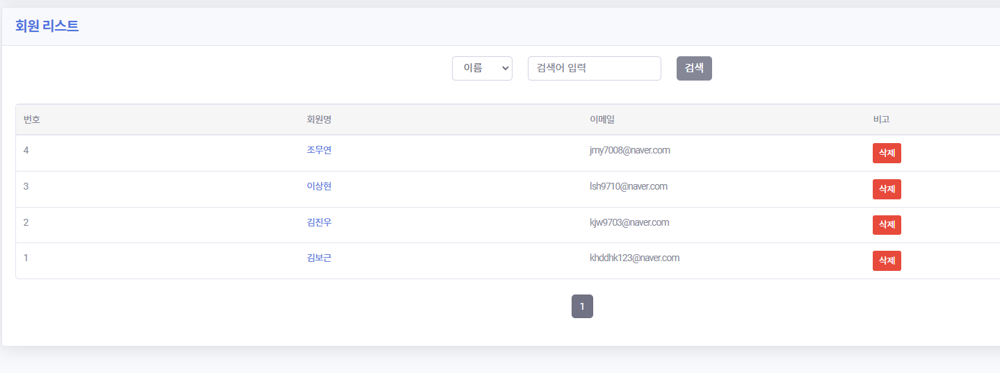 회원 리스트
이름 검색어 입력 검색
번호 회원명 이메일 비고
4 조무연 jmy7008@naver.com 삭제
3 이상현 lsh9710@naver.com 삭제
2 김진우 kjw9703@naver.com 삭제
1 김보근 khddhk123@naver.com 삭제
1